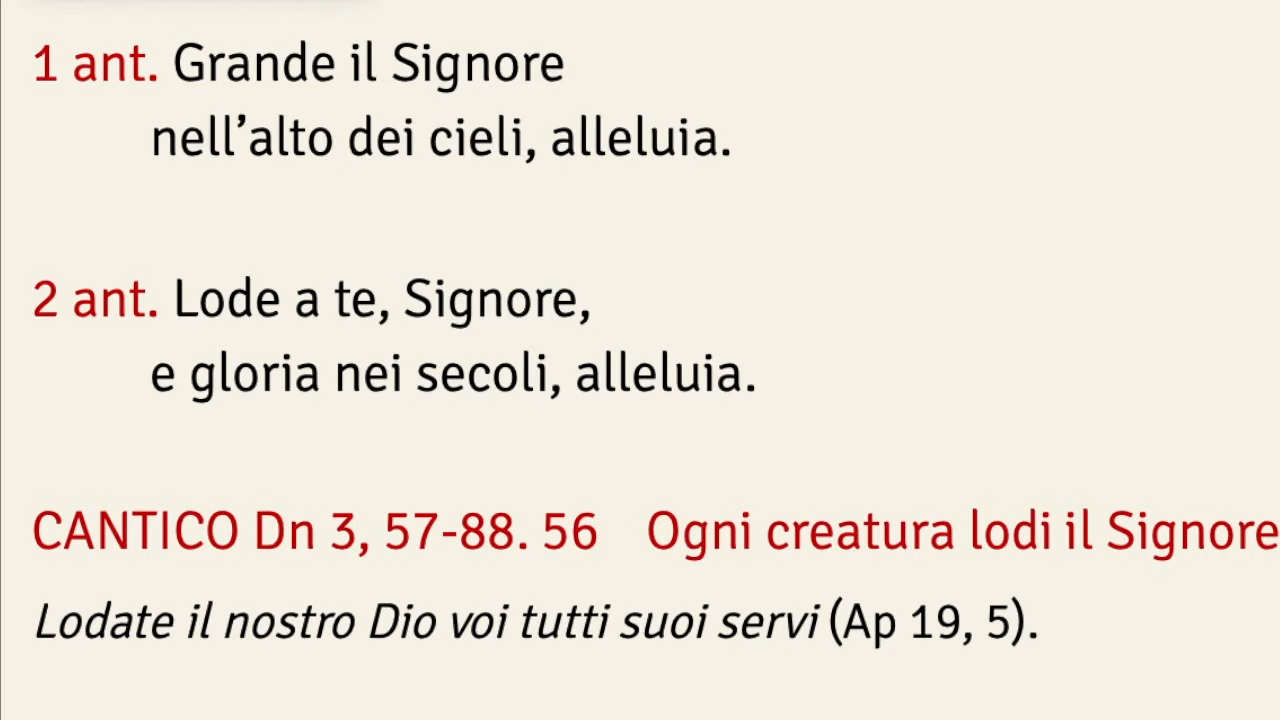 1 ant. Grande il Signore
nell’alto dei cieli, alleluia.
2 ant. Lode a te, Signore,
e gloria nei secoli, alleluia.
CANTICO Dn 3, 57-88. 56 Ogni creatura lodi il Signore
Lodate il nostro Dio voi tutti suoi servi (Ap 19, 5).